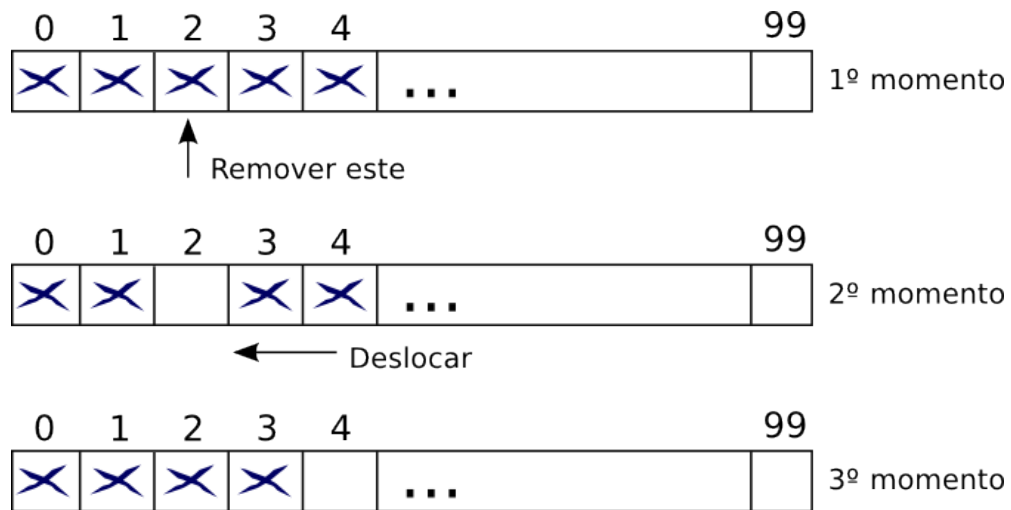 0 1 2 3 4 99
... 1º momento
Remover este
0 1 2 3 4 99
... 2º momento
Deslocar
0 1 2 3 4 99
... 3º momento